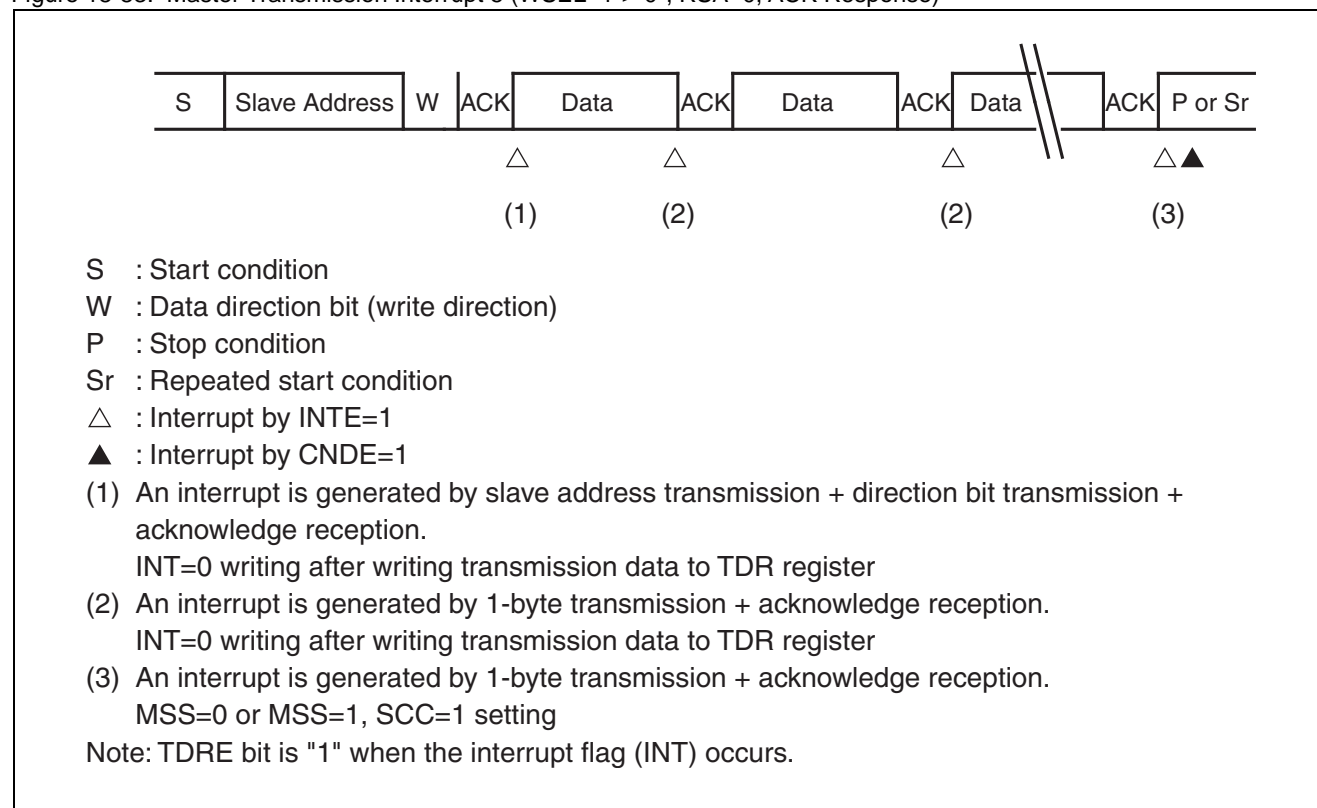 S Slave Address W ACK Data ACK Data ACK Data ACK P or Sr
△ △ △ △▲
(1) (2) (2) (3)
S : Start condition
W : Data direction bit (write direction)
P : Stop condition
Sr : Repeated start condition
△ : Interrupt by INTE=1
▲ : Interrupt by CNDE=1
(1) An interrupt is generated by slave address transmission + direction bit transmission +
acknowledge reception.
INT=0 writing after writing transmission data to TDR register
(2) An interrupt is generated by 1-byte transmission + acknowledge reception.
INT=0 writing after writing transmission data to TDR register
(3) An interrupt is generated by 1-byte transmission + acknowledge reception.
MSS=0 or MSS=1, SCC=1 setting
Note: TDRE bit is "1" when the interrupt flag (INT) occurs.